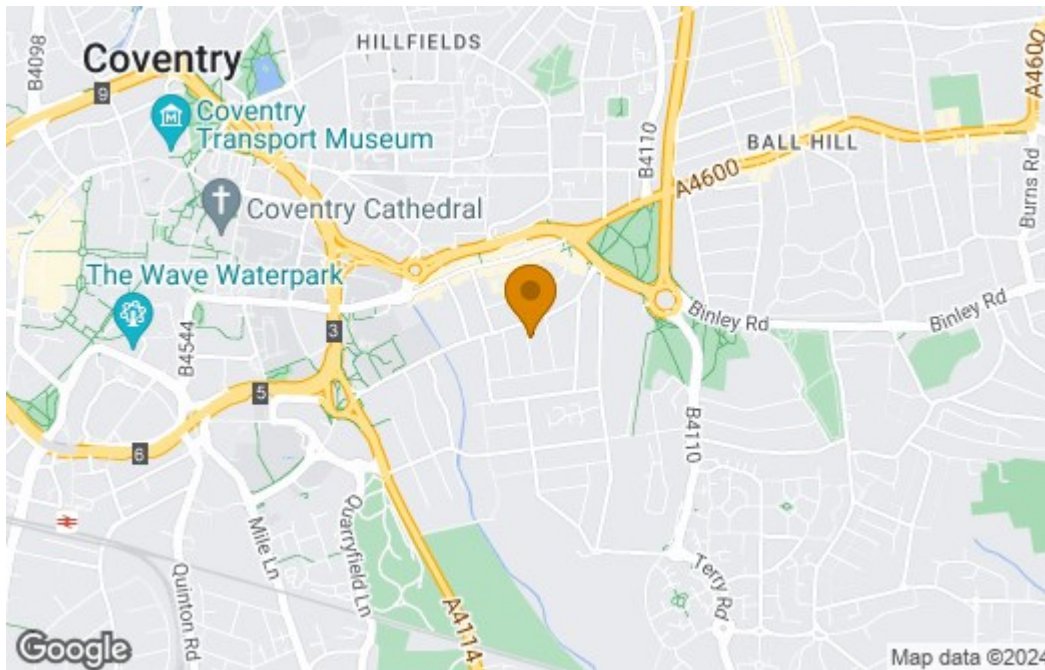 B4098
Coventry
HILLFIELDS
9
Coventry
Transport Museum
Coventry Cathedral
The Wave Waterpark
B4544
3
5
6
B4110
A4600
BALL HILL
A4600
Burns Rd
Binley Rd
Binley Rd
B4110
Terry Rd
Mile Ln
Quinton Rd
Quarryfield Ln
A4114
Google
Map data ©2024